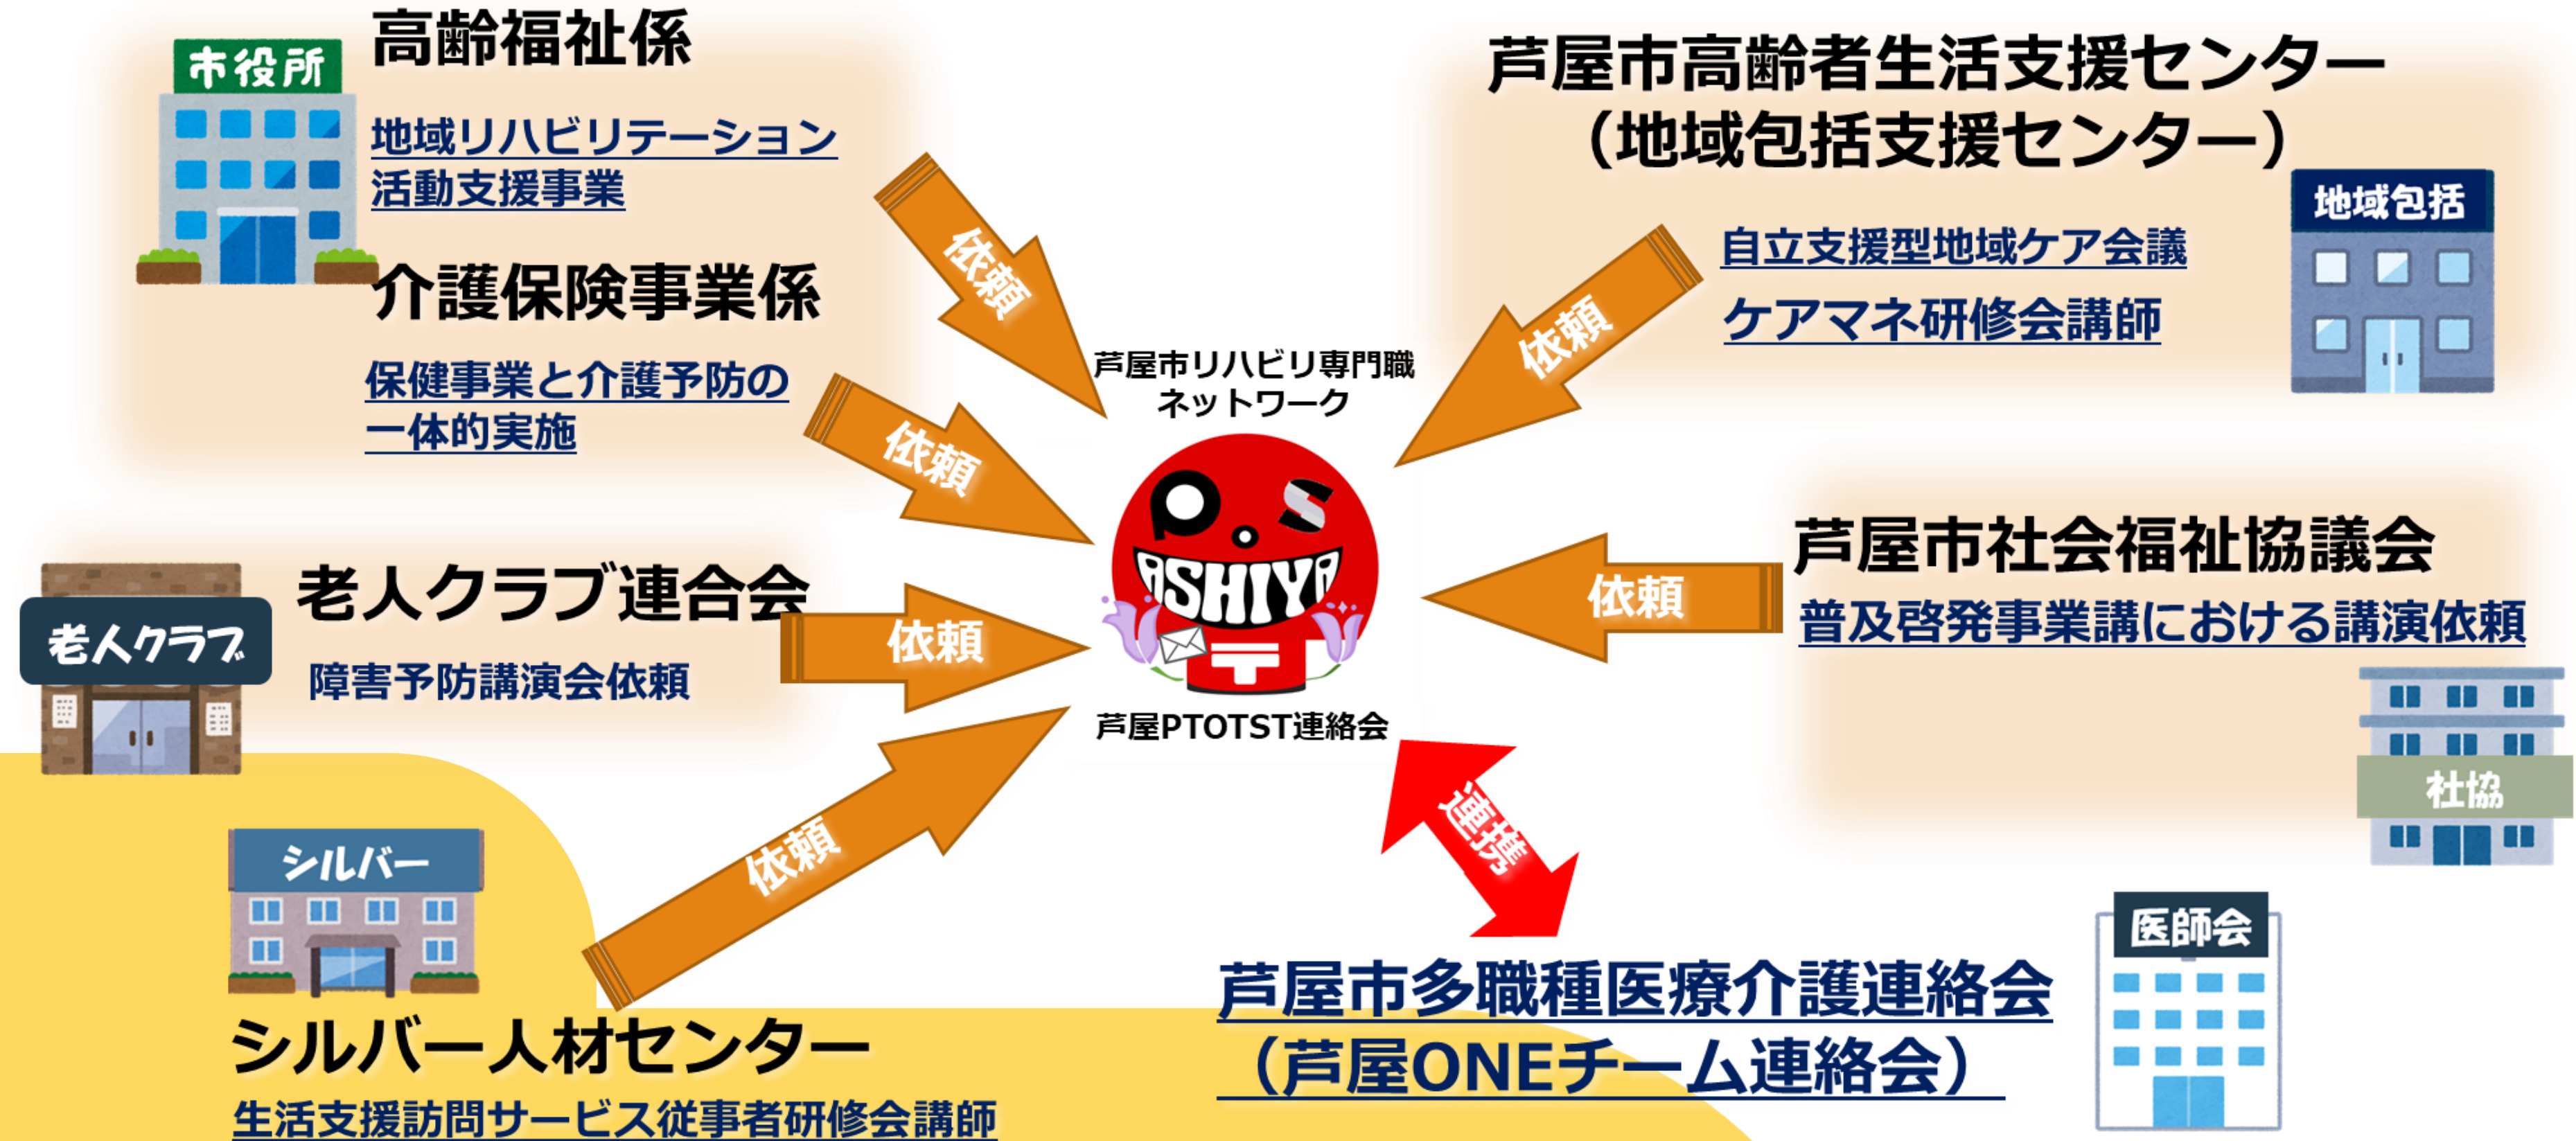 市役所
高齢福祉係
地域リハビリテーション
活動支援事業
介護保険事業係
保健事業と介護予防の
一体的実施
依頼
依頼
老人クラブ
老人クラブ連合会
障害予防講演会依頼
依頼
シルバー
シルバー人材センター
生活支援訪問サービス従事者研修会講師
依頼
芦屋市リハビリ専門職
ネットワーク
P.S
ASHIYA
〒
芦屋PTOTST連絡会
芦屋市高齢者生活支援センター
（地域包括支援センター）
地域包括
自立支援型地域ケア会議
ケアマネ研修会講師
依頼
芦屋市社会福祉協議会
普及啓発事業講における講演依頼
依頼
社協
連携
芦屋市多職種医療介護連絡会
（芦屋ONEチーム連絡会）
医師会